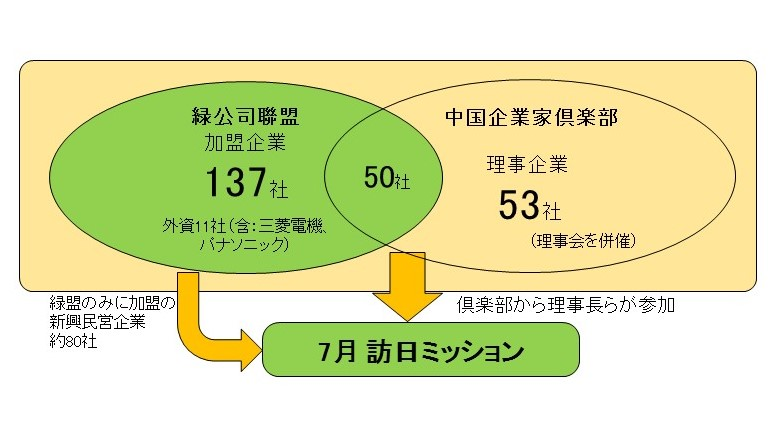 緑公司聯盟
加盟企業
137社
外資11社（含：三菱電機、
パナソニック）
50社
中国企業家倶楽部
理事企業
53社
（理事会を併催）
緑盟のみに加盟の
新興民営企業
約80社
倶楽部から理事長らが参加
7月 訪日ミッション